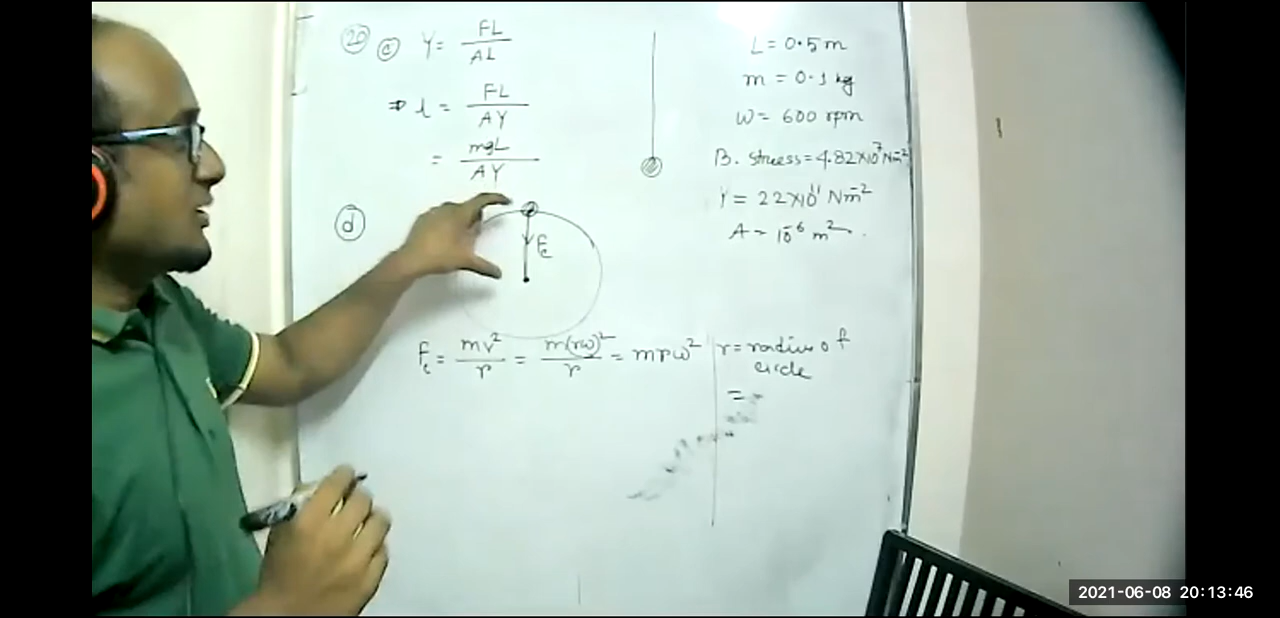 20 c Y = FL / Al
⇒ l = FL / AY
= mgL / AY
L = 0.5 m
m = 0.1 kg
ω = 600 rpm
B. stress = 4.82×10⁷ Nm⁻²
Y = 22×10¹¹ Nm⁻²
A = 10⁻⁶ m².
d
Fc
Fc = mv² / r = m(rω)² / r = mrω²
r = radius of
circle
=
2021-06-08 20:13:46